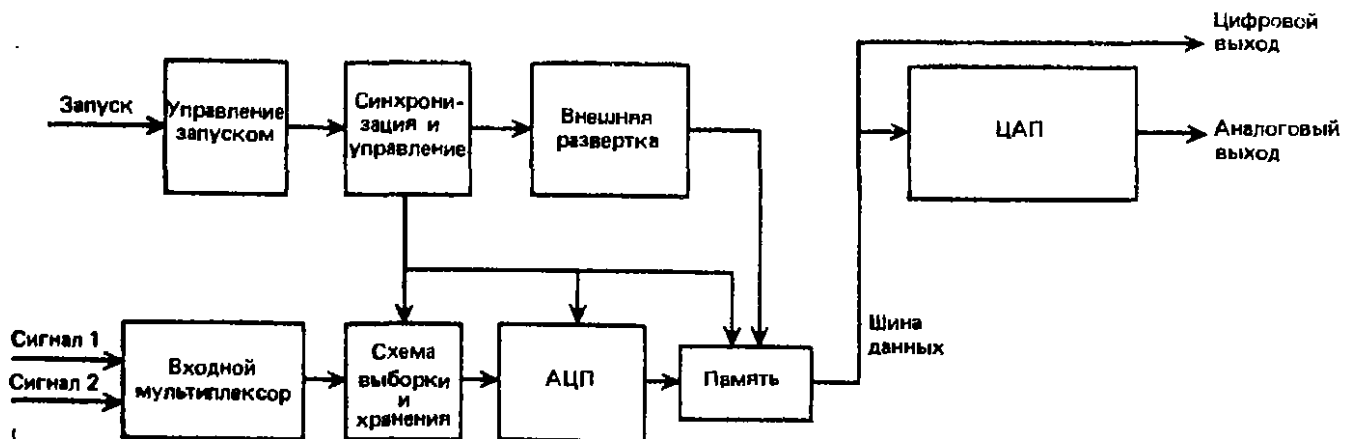 Цифровой
выход
Запуск
Управление
запуском
Синхрони-
зация и
управление
Внешняя
развертка
ЦАП
Аналоговый
выход
Сигнал 1
Сигнал 2
Входной
мультиплексор
Схема
выборки
и
хранения
АЦП
Память
Шина
данных